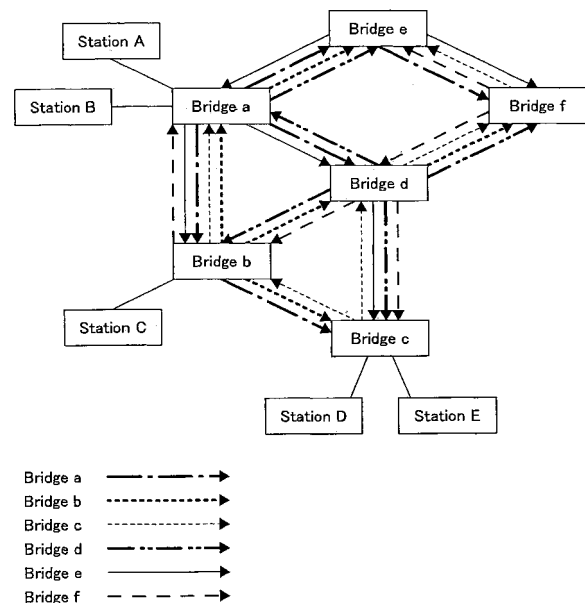 Station A
Bridge e
Station B
Bridge a
Bridge f
Bridge d
Bridge b
Station C
Bridge c
Station D
Station E
Bridge a
Bridge b
Bridge c
Bridge d
Bridge e
Bridge f